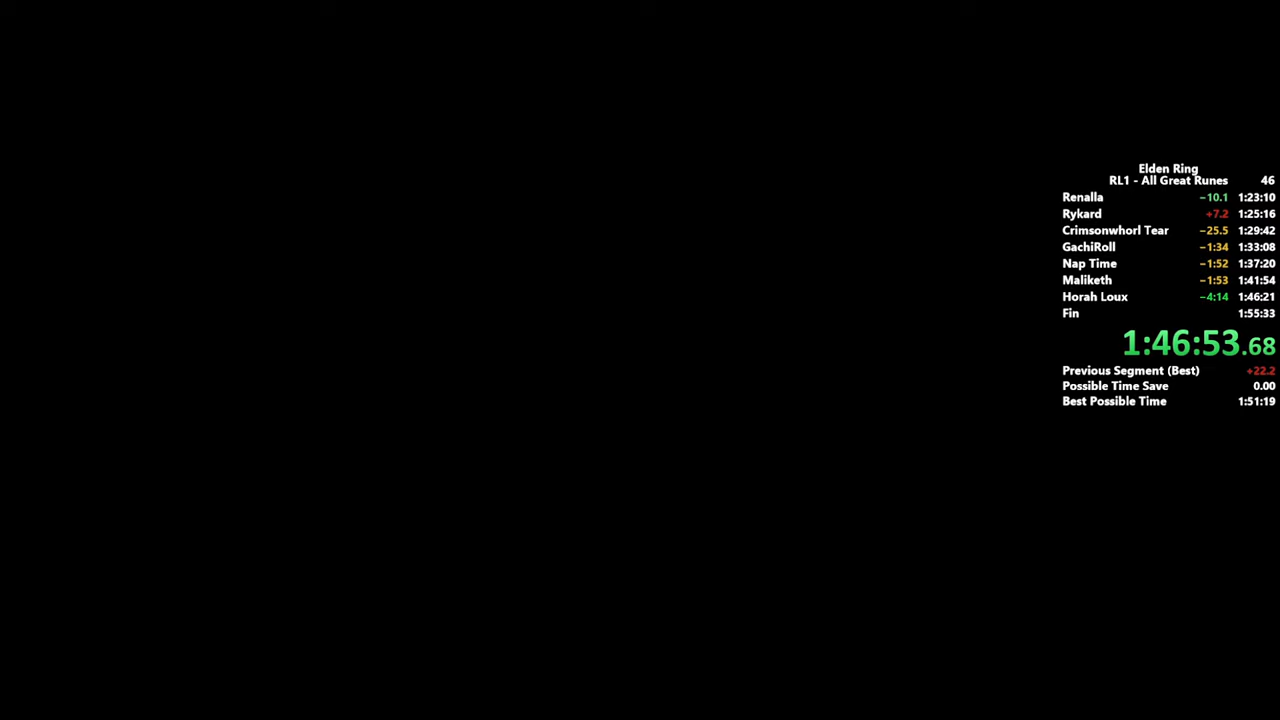 Elden Ring
RL1 - All Great Runes 46
Renalla −10.1 1:23:10
Rykard +7.2 1:25:16
Crimsonwhorl Tear −25.5 1:29:42
GachiRoll −1:34 1:33:08
Nap Time −1:52 1:37:20
Maliketh −1:53 1:41:54
Horah Loux −4:14 1:46:21
Fin 1:55:33
1:46:53.68
Previous Segment (Best) +22.2
Possible Time Save 0.00
Best Possible Time 1:51:19